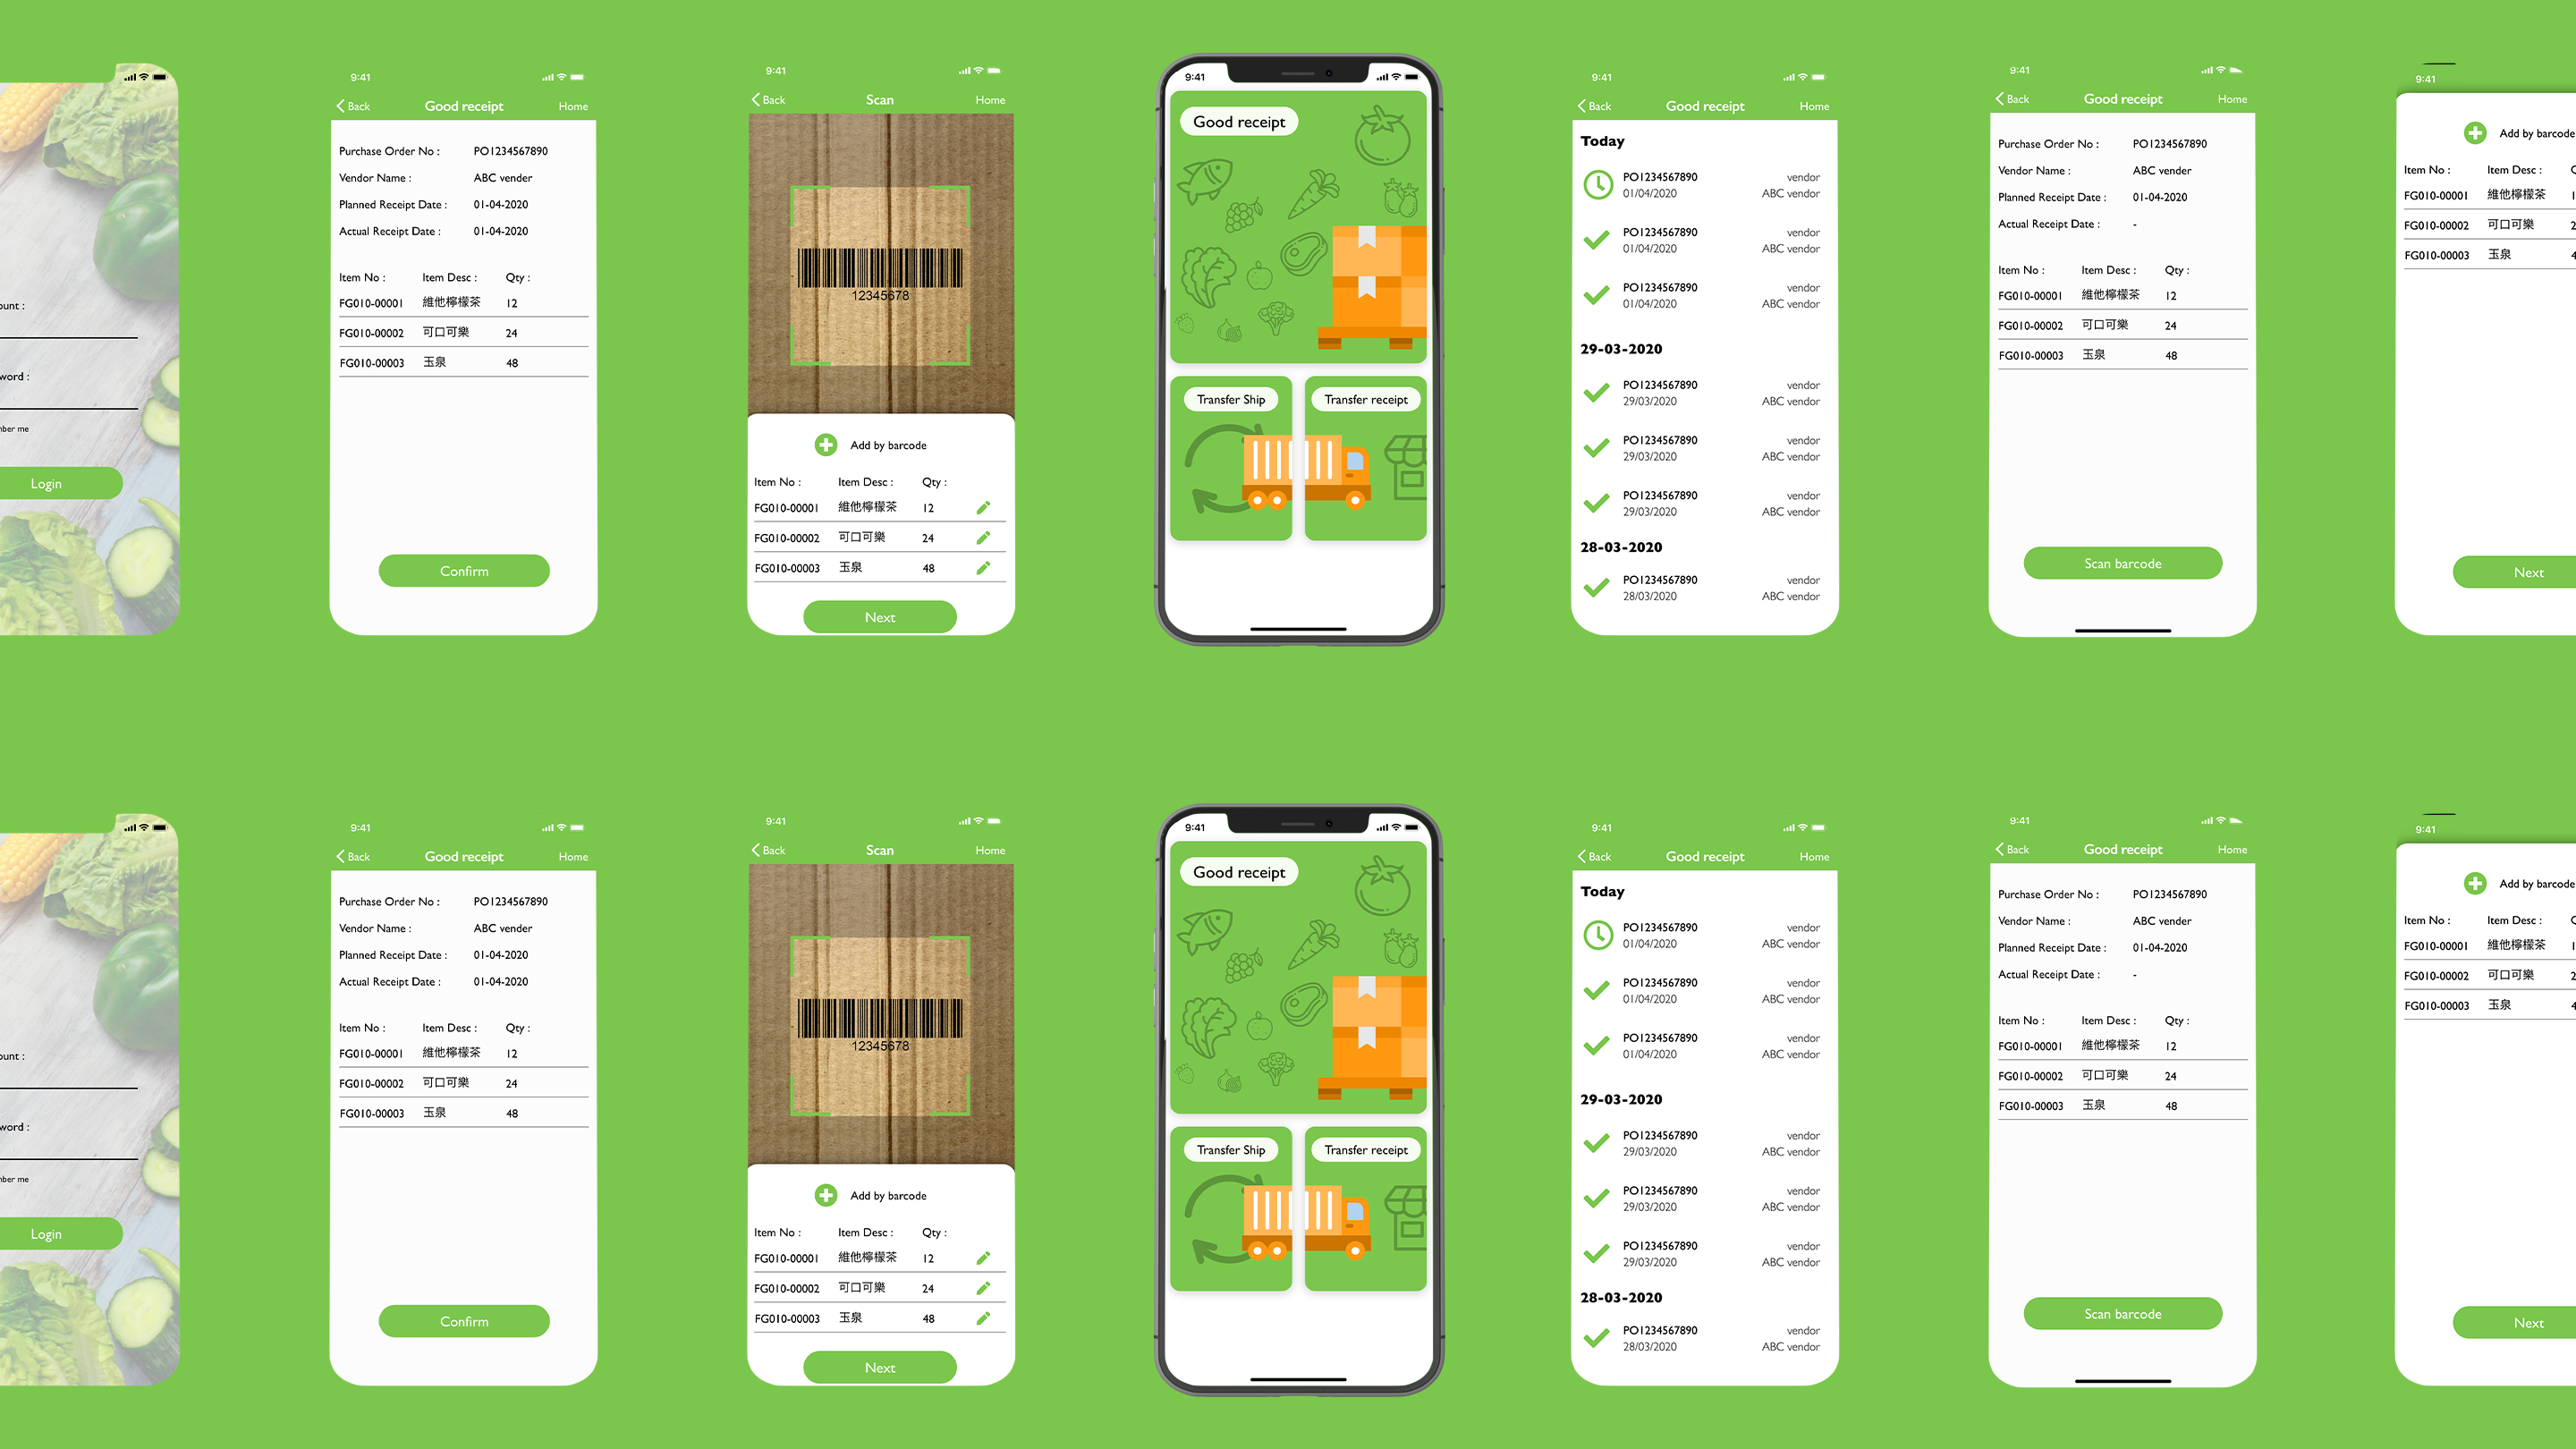 ount :
word :
nber me
Login
9:41
Back Good receipt Home
Purchase Order No : PO1234567890
Vendor Name : ABC vender
Planned Receipt Date : 01-04-2020
Actual Receipt Date : 01-04-2020
Item No : Item Desc : Qty :
FG010-00001 維他檸檬茶 12
FG010-00002 可口可樂 24
FG010-00003 玉泉 48
Confirm
9:41
Back Scan Home
12345678
Add by barcode
Item No : Item Desc : Qty :
FG010-00001 維他檸檬茶 12
FG010-00002 可口可樂 24
FG010-00003 玉泉 48
Next
9:41
Good receipt
Transfer Ship Transfer receipt
9:41
Back Good receipt Home
Today
PO1234567890 vendor
01/04/2020 ABC vendor
PO1234567890 vendor
01/04/2020 ABC vendor
PO1234567890 vendor
01/04/2020 ABC vendor
29-03-2020
PO1234567890 vendor
29/03/2020 ABC vendor
PO1234567890 vendor
29/03/2020 ABC vendor
PO1234567890 vendor
29/03/2020 ABC vendor
28-03-2020
PO1234567890 vendor
28/03/2020 ABC vendor
9:41
Back Good receipt Home
Purchase Order No : PO1234567890
Vendor Name : ABC vender
Planned Receipt Date : 01-04-2020
Actual Receipt Date : -
Item No : Item Desc : Qty :
FG010-00001 維他檸檬茶 12
FG010-00002 可口可樂 24
FG010-00003 玉泉 48
Scan barcode
9:41
Add by barcode
Item No : Item Desc :
FG010-00001 維他檸檬茶 1
FG010-00002 可口可樂 2
FG010-00003 玉泉 4
Next
ount :
word :
nber me
Login
9:41
Back Good receipt Home
Purchase Order No : PO1234567890
Vendor Name : ABC vender
Planned Receipt Date : 01-04-2020
Actual Receipt Date : 01-04-2020
Item No : Item Desc : Qty :
FG010-00001 維他檸檬茶 12
FG010-00002 可口可樂 24
FG010-00003 玉泉 48
Confirm
9:41
Back Scan Home
12345678
Add by barcode
Item No : Item Desc : Qty :
FG010-00001 維他檸檬茶 12
FG010-00002 可口可樂 24
FG010-00003 玉泉 48
Next
9:41
Good receipt
Transfer Ship Transfer receipt
9:41
Back Good receipt Home
Today
PO1234567890 vendor
01/04/2020 ABC vendor
PO1234567890 vendor
01/04/2020 ABC vendor
PO1234567890 vendor
01/04/2020 ABC vendor
29-03-2020
PO1234567890 vendor
29/03/2020 ABC vendor
PO1234567890 vendor
29/03/2020 ABC vendor
PO1234567890 vendor
29/03/2020 ABC vendor
28-03-2020
PO1234567890 vendor
28/03/2020 ABC vendor
9:41
Back Good receipt Home
Purchase Order No : PO1234567890
Vendor Name : ABC vender
Planned Receipt Date : 01-04-2020
Actual Receipt Date : -
Item No : Item Desc : Qty :
FG010-00001 維他檸檬茶 12
FG010-00002 可口可樂 24
FG010-00003 玉泉 48
Scan barcode
9:41
Add by barcode
Item No : Item Desc :
FG010-00001 維他檸檬茶 1
FG010-00002 可口可樂 2
FG010-00003 玉泉 4
Next